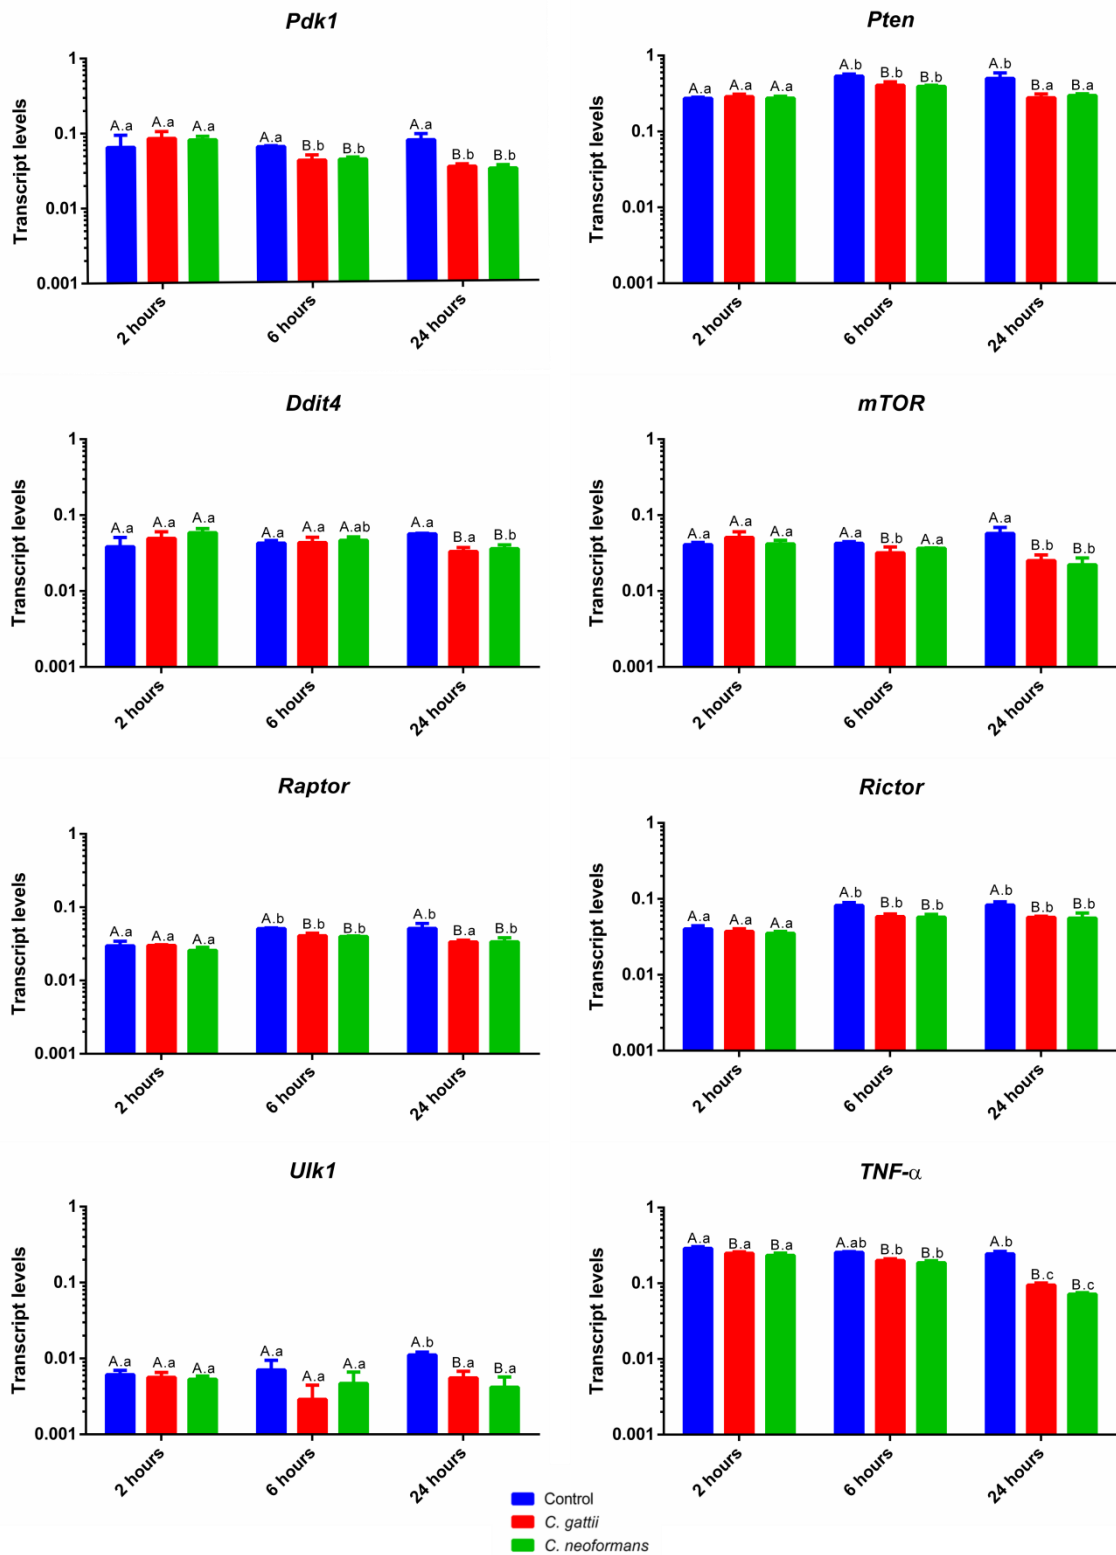 Pdk1
Transcript levels
1
0.1
0.01
0.001
A.a A.a A.a A.a B.b B.b A.a B.b B.b
2 hours 6 hours 24 hours
Pten
Transcript levels
1
0.1
0.01
0.001
A.a A.a A.a A.b B.b B.b A.b B.a B.a
2 hours 6 hours 24 hours
Ddit4
Transcript levels
1
0.1
0.01
0.001
A.a A.a A.a A.a A.a A.ab A.a B.a B.b
2 hours 6 hours 24 hours
mTOR
Transcript levels
1
0.1
0.01
0.001
A.a A.a A.a A.a B.b A.a A.a B.b B.b
2 hours 6 hours 24 hours
Raptor
Transcript levels
1
0.1
0.01
0.001
A.a A.a A.a A.b B.b B.b A.b B.a B.b
2 hours 6 hours 24 hours
Rictor
Transcript levels
1
0.1
0.01
0.001
A.a A.a A.a A.b B.b B.b A.b B.b B.b
2 hours 6 hours 24 hours
Ulk1
Transcript levels
1
0.1
0.010
0.001
A.a A.a A.a A.a A.a A.a A.b B.a B.a
2 hours 6 hours 24 hours
TNF-α
Transcript levels
1
0.1
0.01
0.001
A.a B.a B.a A.ab B.b B.b A.b B.c B.c
2 hours 6 hours 24 hours
Control
C. gattii
C. neoformans